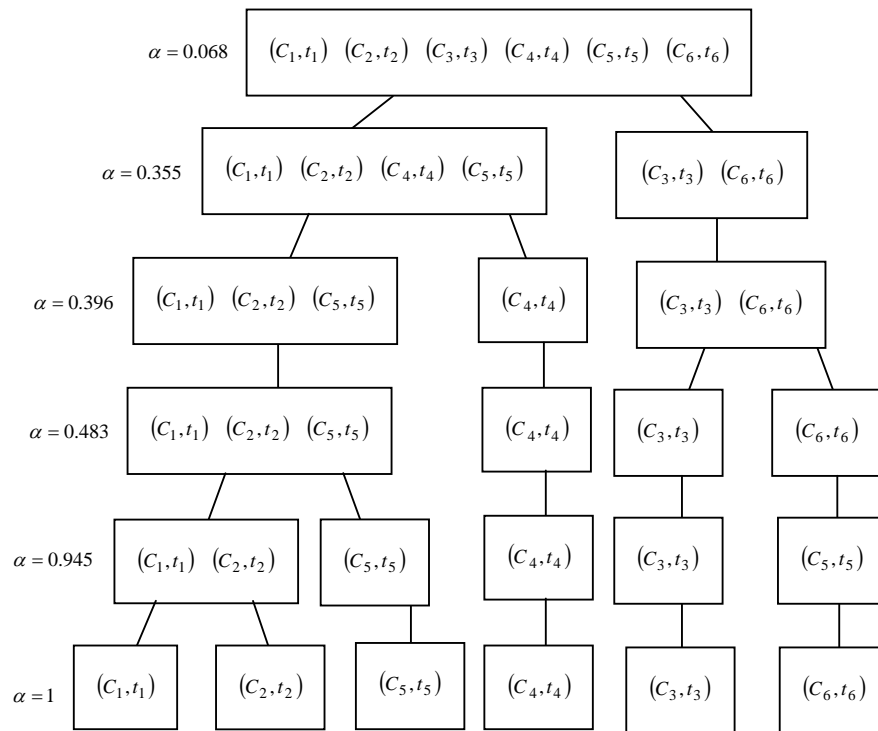 α = 0.068 (C₁, t₁) (C₂, t₂) (C₃, t₃) (C₄, t₄) (C₅, t₅) (C₆, t₆)
α = 0.355 (C₁, t₁) (C₂, t₂) (C₄, t₄) (C₅, t₅) (C₃, t₃) (C₆, t₆)
α = 0.396 (C₁, t₁) (C₂, t₂) (C₅, t₅) (C₄, t₄) (C₃, t₃) (C₆, t₆)
α = 0.483 (C₁, t₁) (C₂, t₂) (C₅, t₅) (C₄, t₄) (C₃, t₃) (C₆, t₆)
α = 0.945 (C₁, t₁) (C₂, t₂) (C₅, t₅) (C₄, t₄) (C₃, t₃) (C₅, t₅)
α = 1 (C₁, t₁) (C₂, t₂) (C₅, t₅) (C₄, t₄) (C₃, t₃) (C₆, t₆)